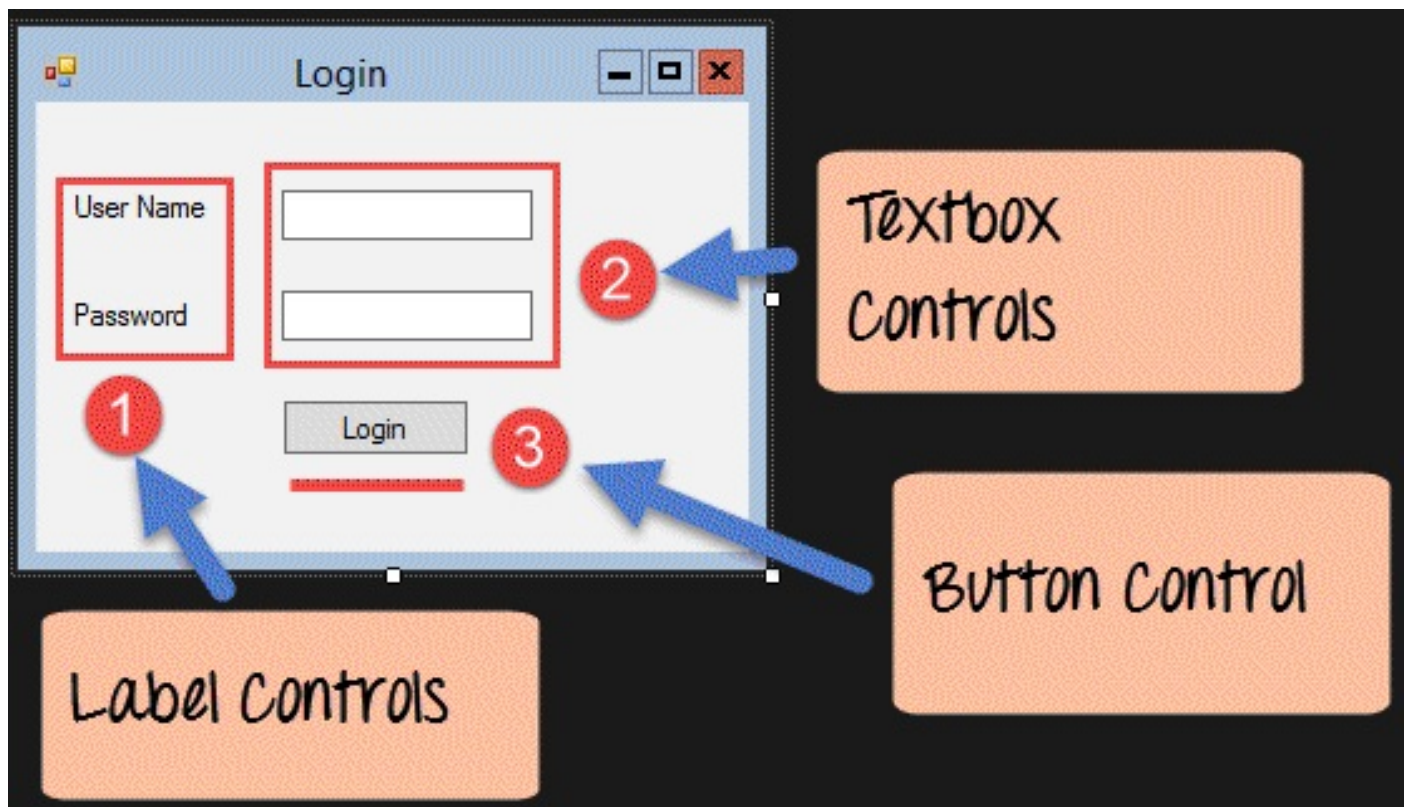 Login
User Name
Password
Login
1
2
3
Textbox
Controls
Button Control
Label Controls